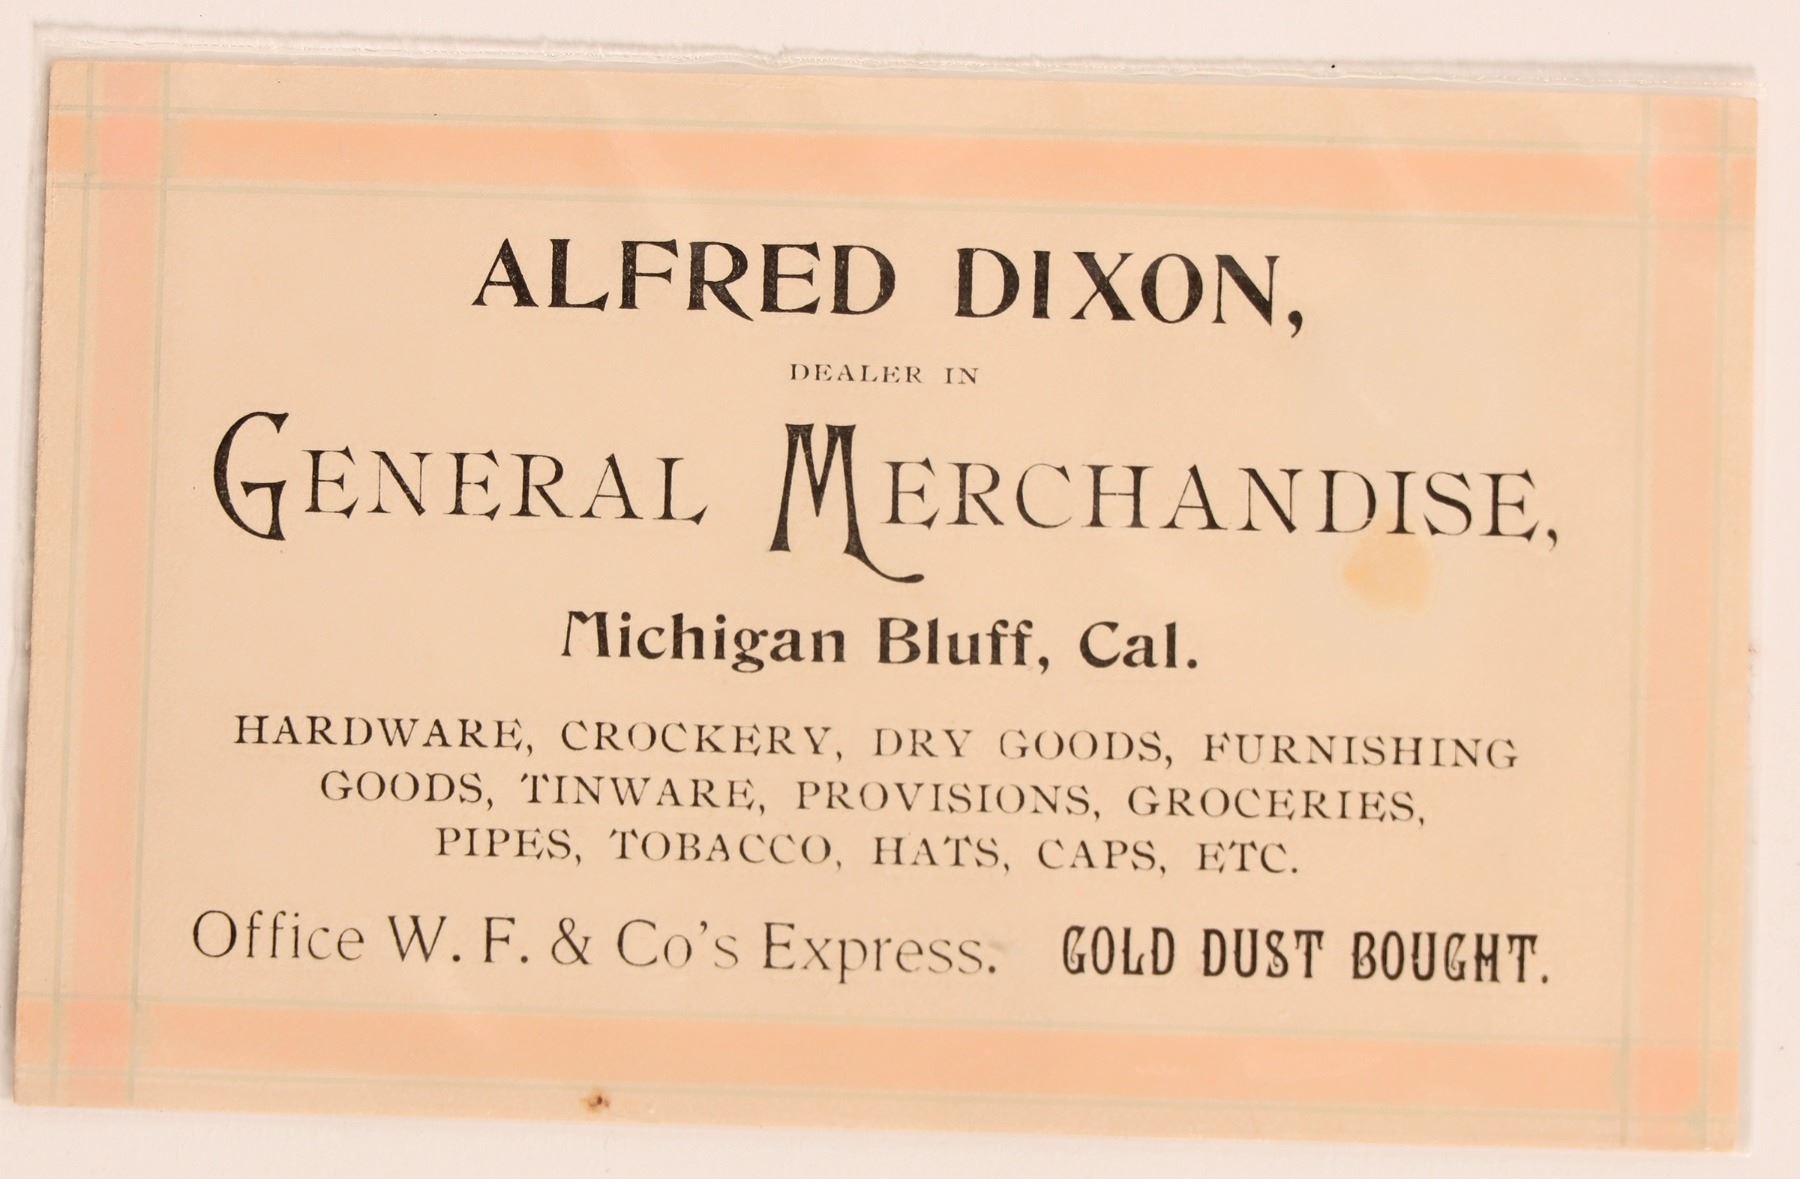 ALFRED DIXON,
DEALER IN
GENERAL MERCHANDISE,
Michigan Bluff, Cal.
HARDWARE, CROCKERY, DRY GOODS, FURNISHING
GOODS, TINWARE, PROVISIONS, GROCERIES,
PIPES, TOBACCO, HATS, CAPS, ETC.
Office W. F. & Co's Express. GOLD DUST BOUGHT.